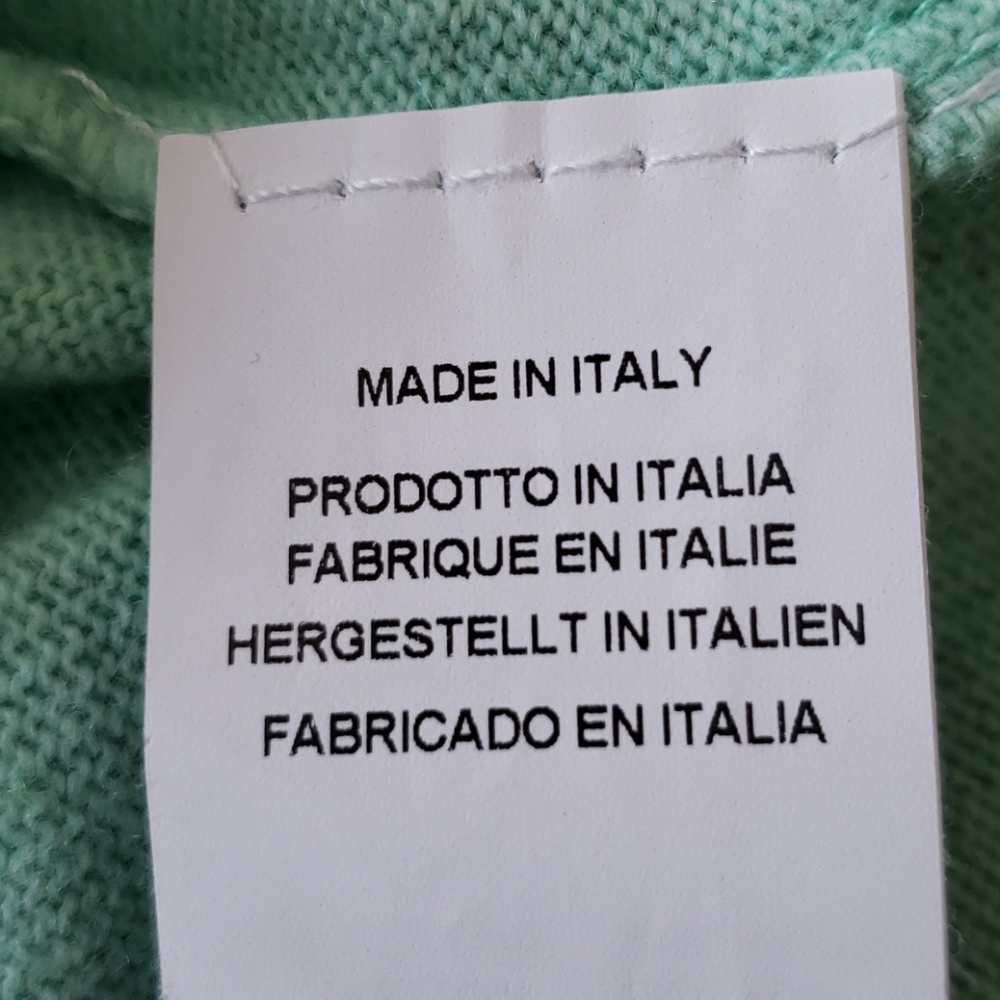 MADE IN ITALY
PRODOTTO IN ITALIA
FABRIQUE EN ITALIE
HERGESTELLT IN ITALIEN
FABRICADO EN ITALIA